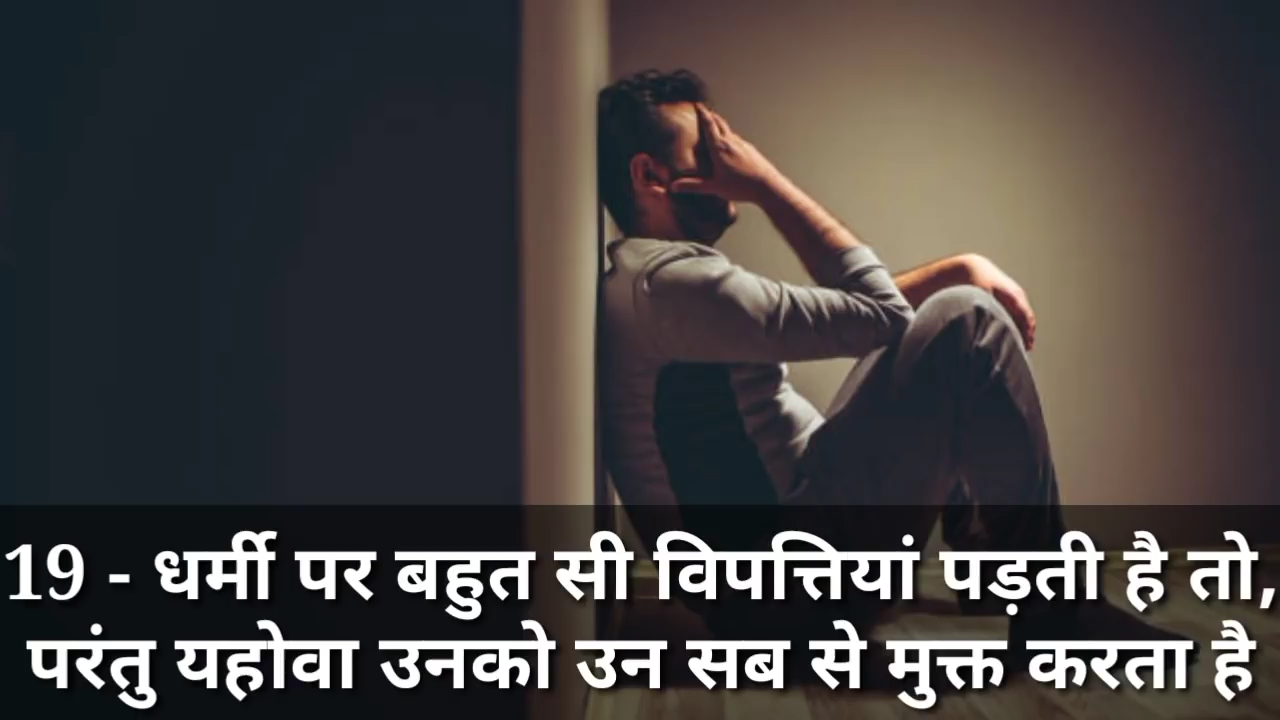 19 - धर्मी पर बहुत सी विपत्तियां पड़ती है तो,
परंतु यहोवा उनको उन सब से मुक्त करता है